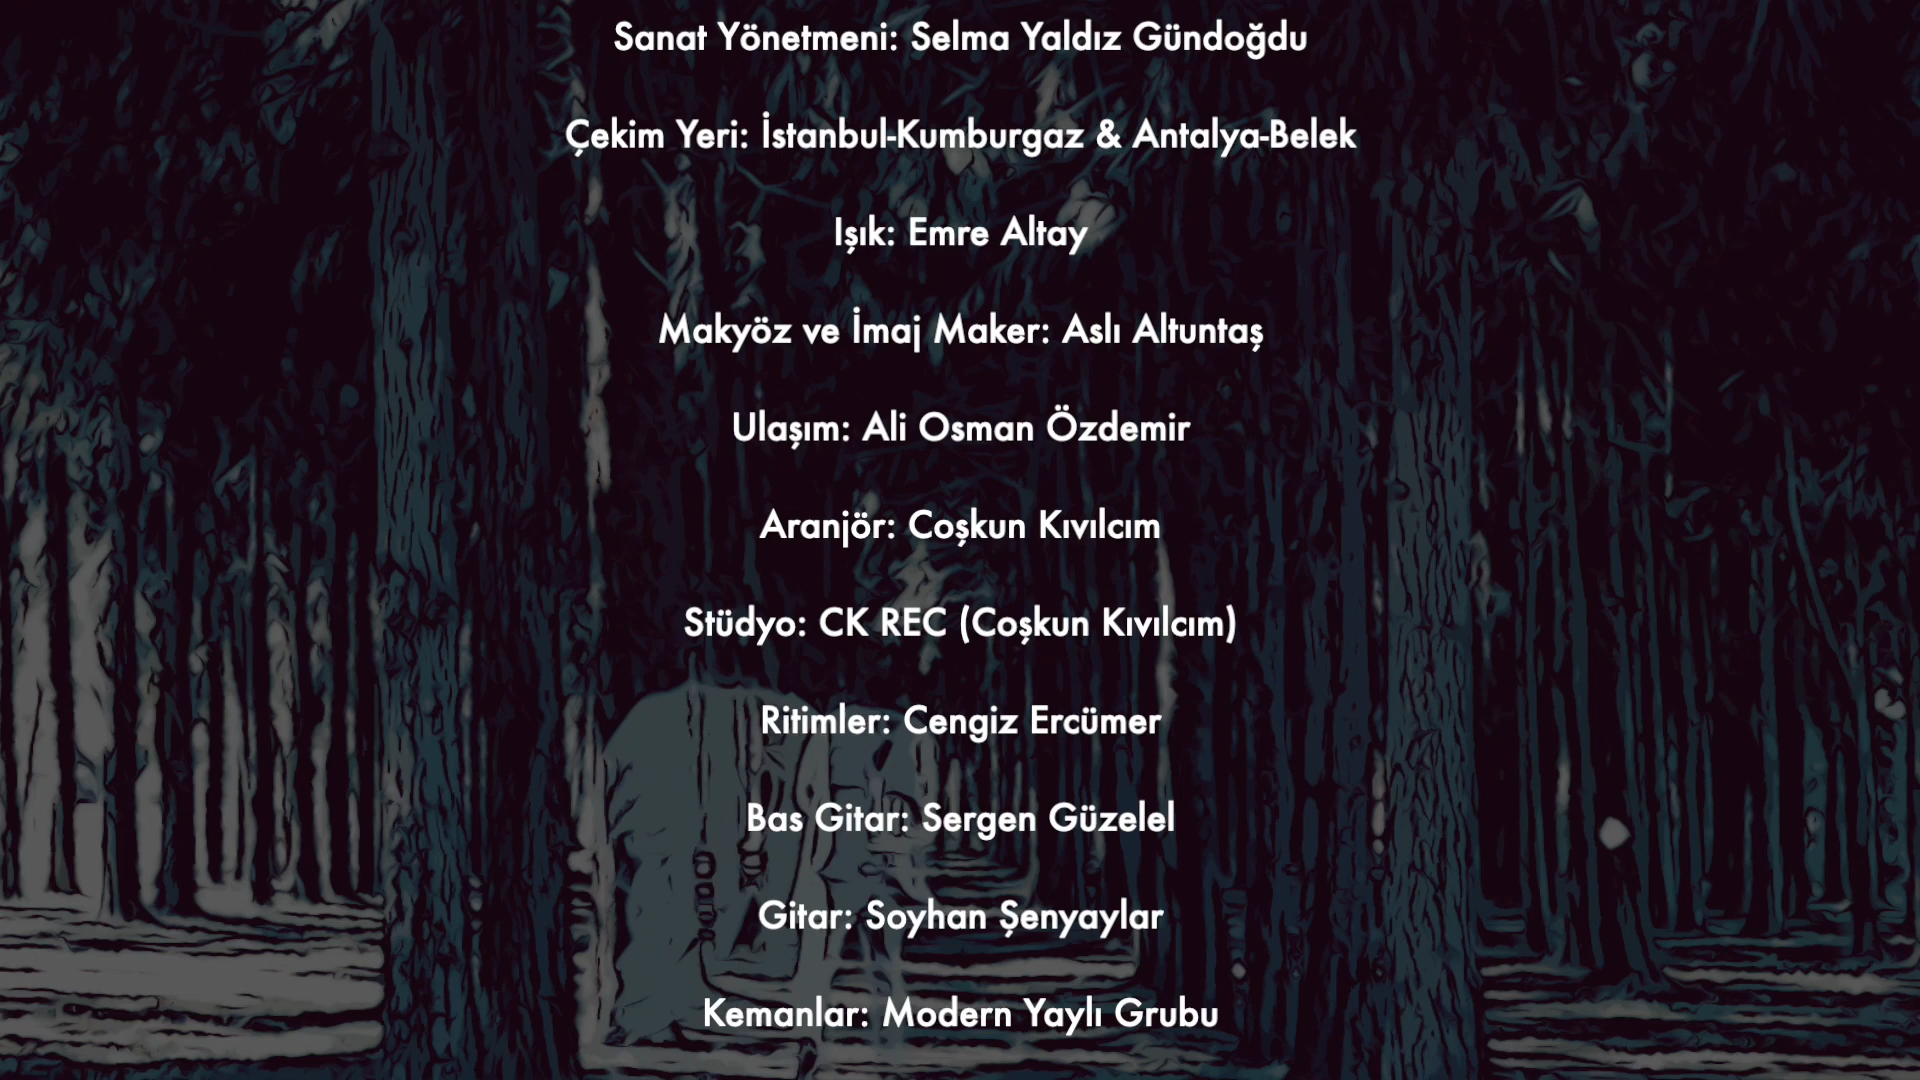 Sanat Yönetmeni: Selma Yaldız Gündoğdu
Çekim Yeri: İstanbul-Kumburgaz & Antalya-Belek
Işık: Emre Altay
Makyöz ve İmaj Maker: Aslı Altuntaş
Ulaşım: Ali Osman Özdemir
Aranjör: Coşkun Kıvılcım
Stüdyo: CK REC (Coşkun Kıvılcım)
Ritimler: Cengiz Ercümer
Bas Gitar: Sergen Güzelel
Gitar: Soyhan Şenyaylar
Kemanlar: Modern Yaylı Grubu